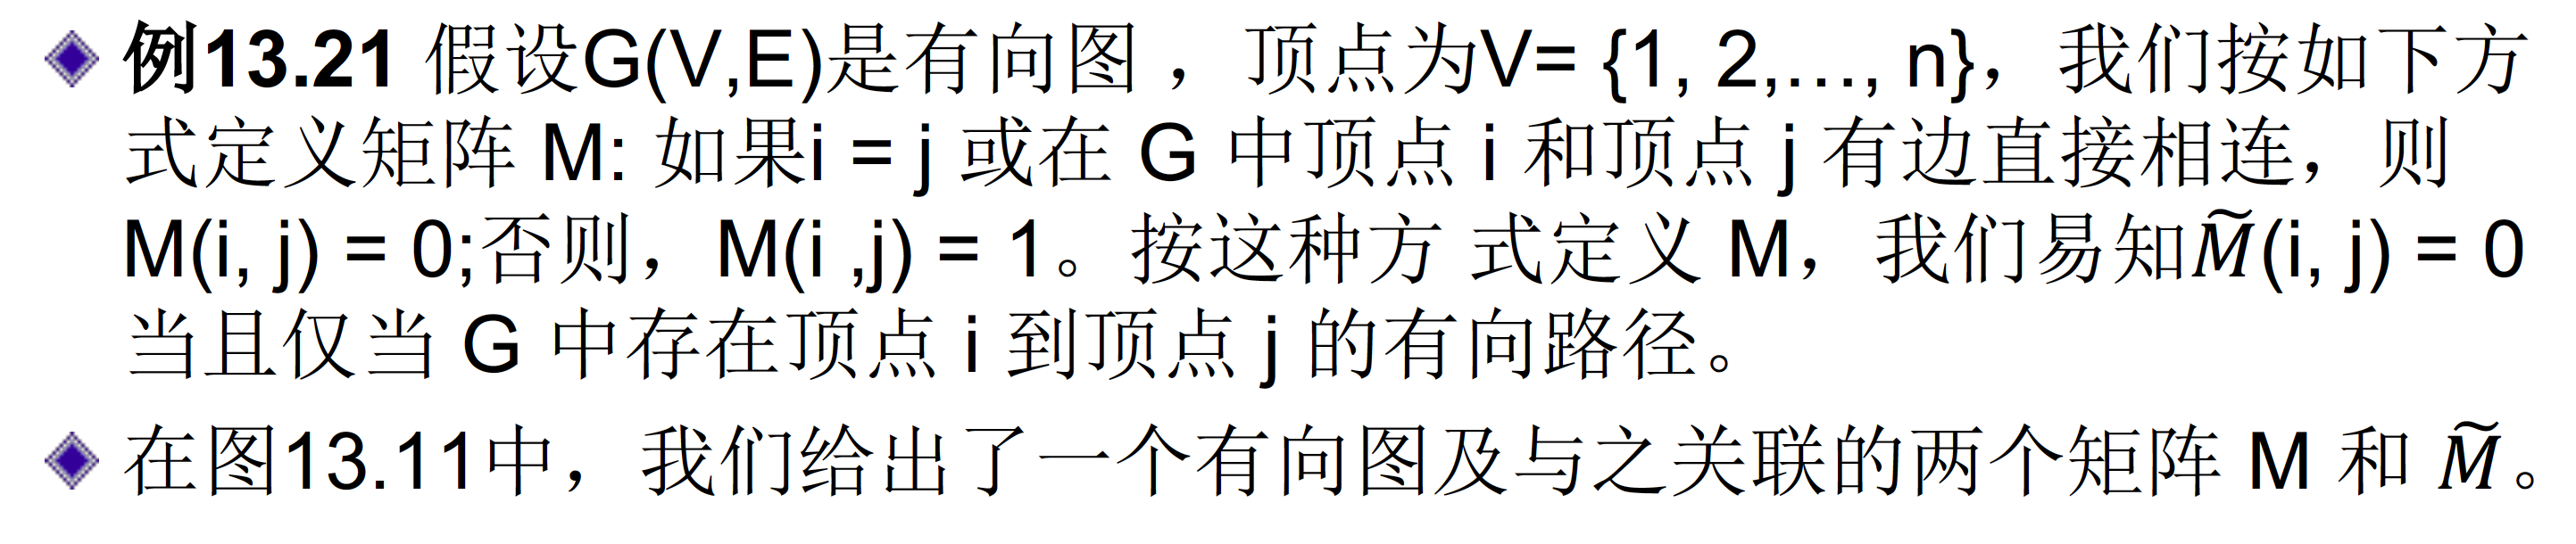 例13.21 假设G(V,E)是有向图 ，顶点为V= {1, 2,…, n}，我们按如下方
式定义矩阵 M: 如果i = j 或在 G 中顶点 i 和顶点 j 有边直接相连，则
M(i, j) = 0;否则，M(i ,j) = 1。按这种方 式定义 M，我们易知M̃(i, j) = 0
当且仅当 G 中存在顶点 i 到顶点 j 的有向路径。
在图13.11中，我们给出了一个有向图及与之关联的两个矩阵 M 和 M̃。